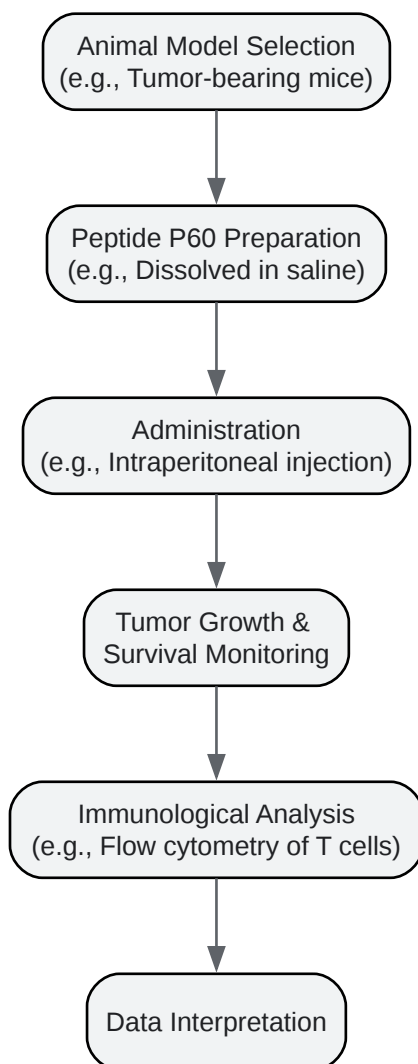 Animal Model Selection
(e.g., Tumor-bearing mice)
Peptide P60 Preparation
(e.g., Dissolved in saline)
Administration
(e.g., Intraperitoneal injection)
Tumor Growth &
Survival Monitoring
Immunological Analysis
(e.g., Flow cytometry of T cells)
Data Interpretation